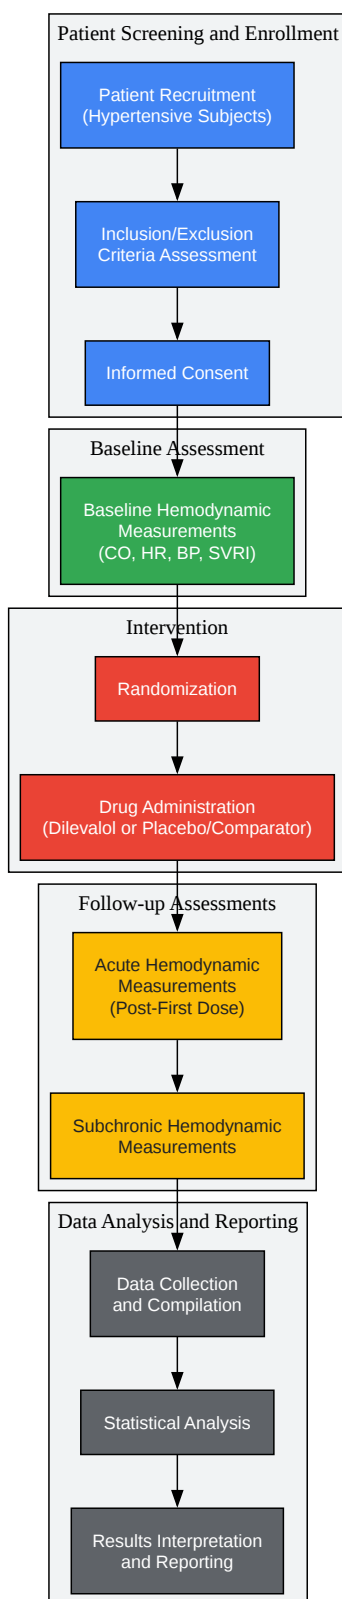 Patient Screening and Enrollment
Patient Recruitment
(Hypertensive Subjects)
Inclusion/Exclusion
Criteria Assessment
Informed Consent
Baseline Assessment
Baseline Hemodynamic
Measurements
(CO, HR, BP, SVRI)
Intervention
Randomization
Drug Administration
(Dilevalol or Placebo/Comparator)
Follow-up Assessments
Acute Hemodynamic
Measurements
(Post-First Dose)
Subchronic Hemodynamic
Measurements
Data Analysis and Reporting
Data Collection
and Compilation
Statistical Analysis
Results Interpretation
and Reporting